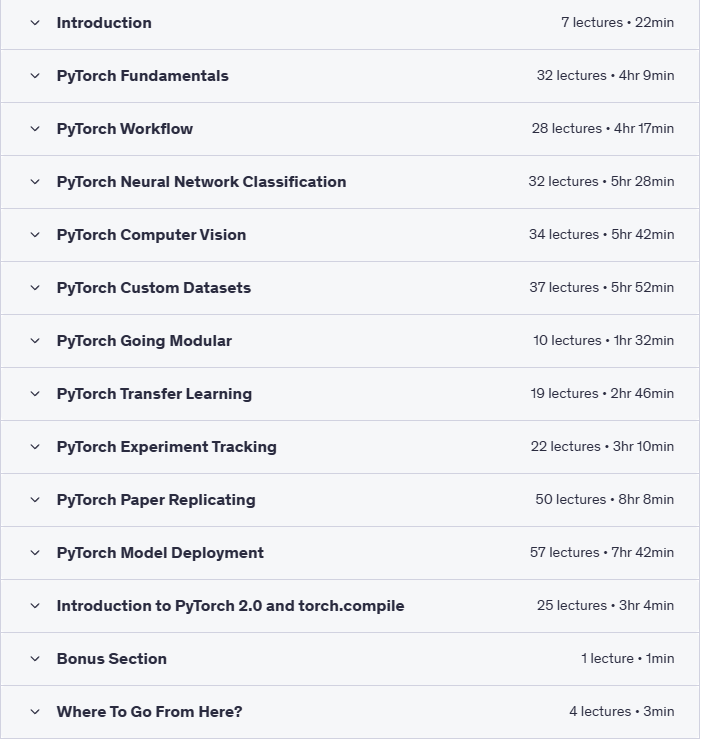 Introduction 7 lectures • 22min
PyTorch Fundamentals 32 lectures • 4hr 9min
PyTorch Workflow 28 lectures • 4hr 17min
PyTorch Neural Network Classification 32 lectures • 5hr 28min
PyTorch Computer Vision 34 lectures • 5hr 42min
PyTorch Custom Datasets 37 lectures • 5hr 52min
PyTorch Going Modular 10 lectures • 1hr 32min
PyTorch Transfer Learning 19 lectures • 2hr 46min
PyTorch Experiment Tracking 22 lectures • 3hr 10min
PyTorch Paper Replicating 50 lectures • 8hr 8min
PyTorch Model Deployment 57 lectures • 7hr 42min
Introduction to PyTorch 2.0 and torch.compile 25 lectures • 3hr 4min
Bonus Section 1 lecture • 1min
Where To Go From Here? 4 lectures • 3min